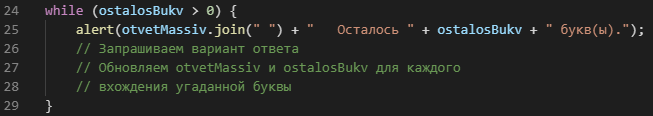 24 while (ostalosBukv > 0) {
25 alert(otvetMassiv.join(" ") + "   Осталось " + ostalosBukv + " букв(ы).");
26 // Запрашиваем вариант ответа
27 // Обновляем otvetMassiv и ostalosBukv для каждого
28 // вхождения угаданной буквы
29 }